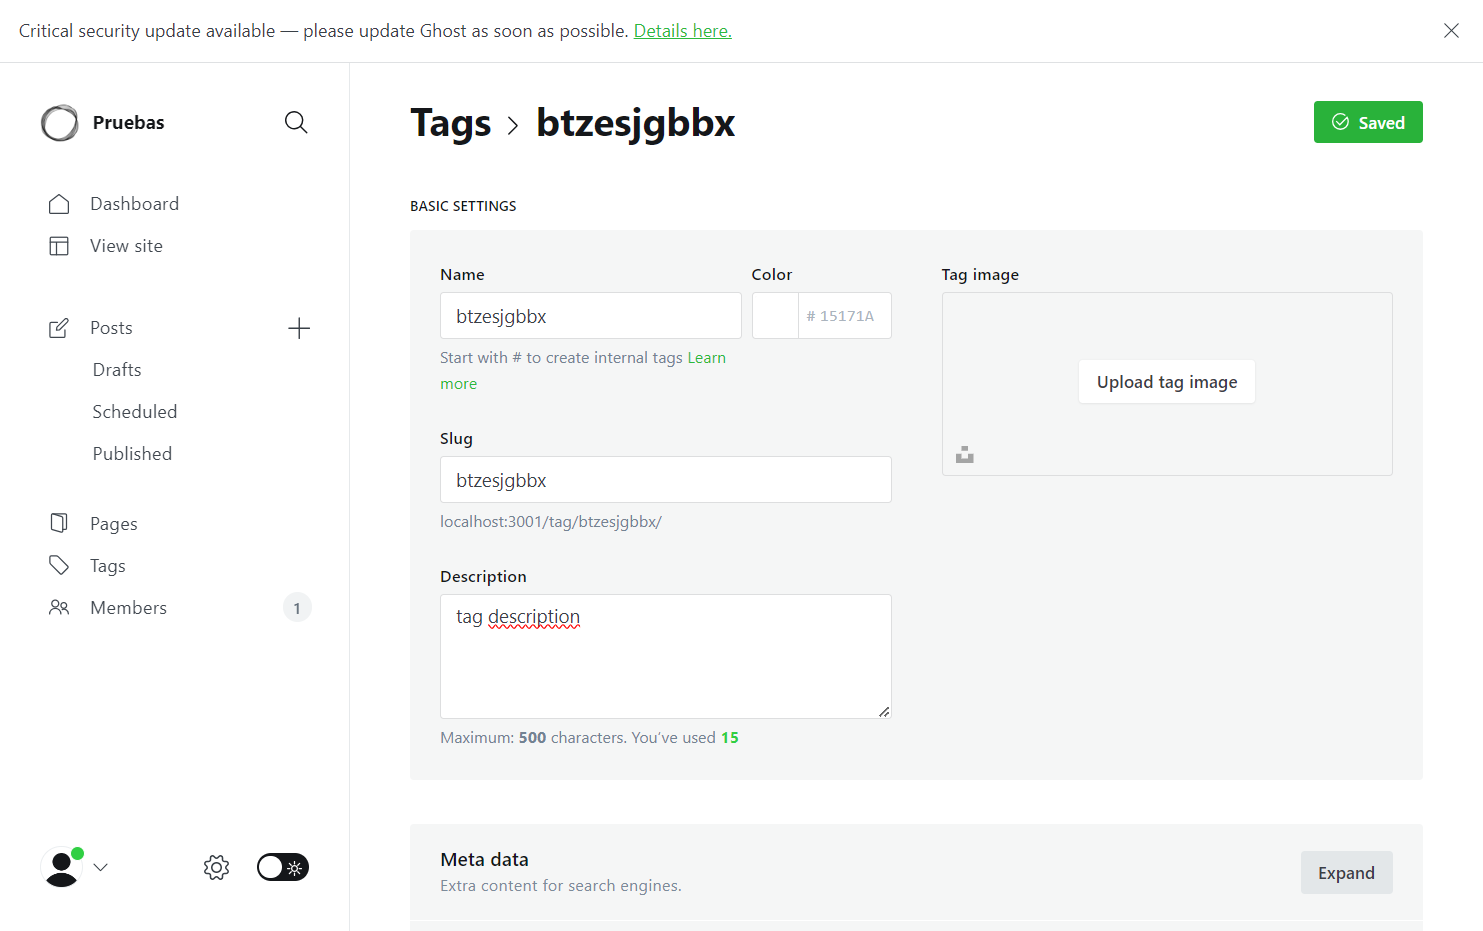 Critical security update available — please update Ghost as soon as possible. Details here.
Pruebas
Dashboard
View site
Posts
Drafts
Scheduled
Published
Pages
Tags
Members
1
Tags > btzesjgbbx
Saved
BASIC SETTINGS
Name
btzesjgbbx
Color
# 15171A
Start with # to create internal tags Learn
more
Slug
btzesjgbbx
localhost:3001/tag/btzesjgbbx/
Description
tag description
Maximum: 500 characters. You’ve used 15
Tag image
Upload tag image
Meta data
Extra content for search engines.
Expand